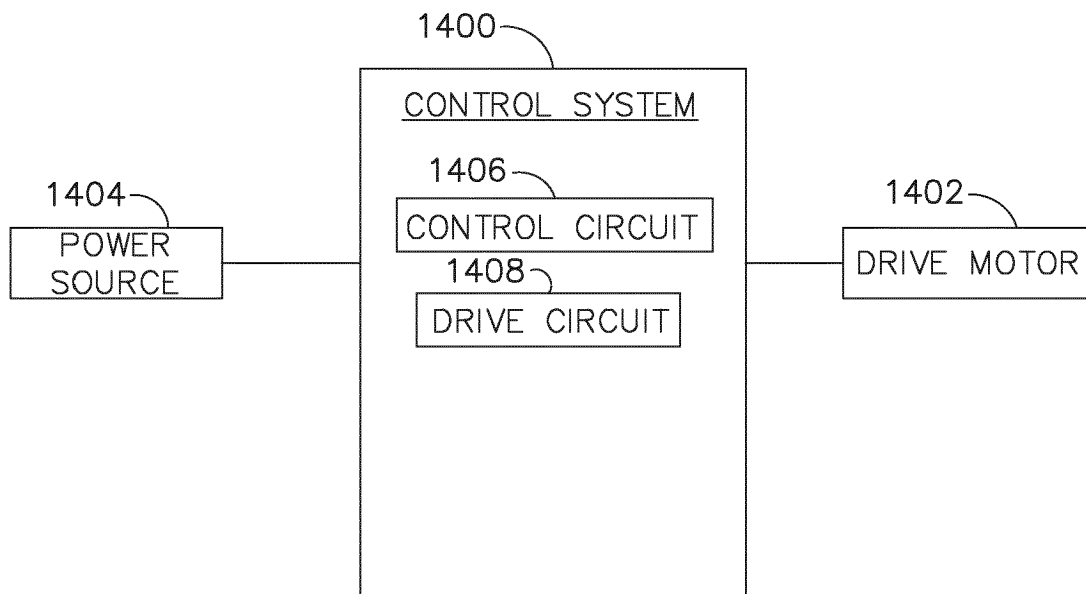 1400
CONTROL SYSTEM
1404
POWER
SOURCE
1406
CONTROL CIRCUIT
1408
DRIVE CIRCUIT
1402
DRIVE MOTOR